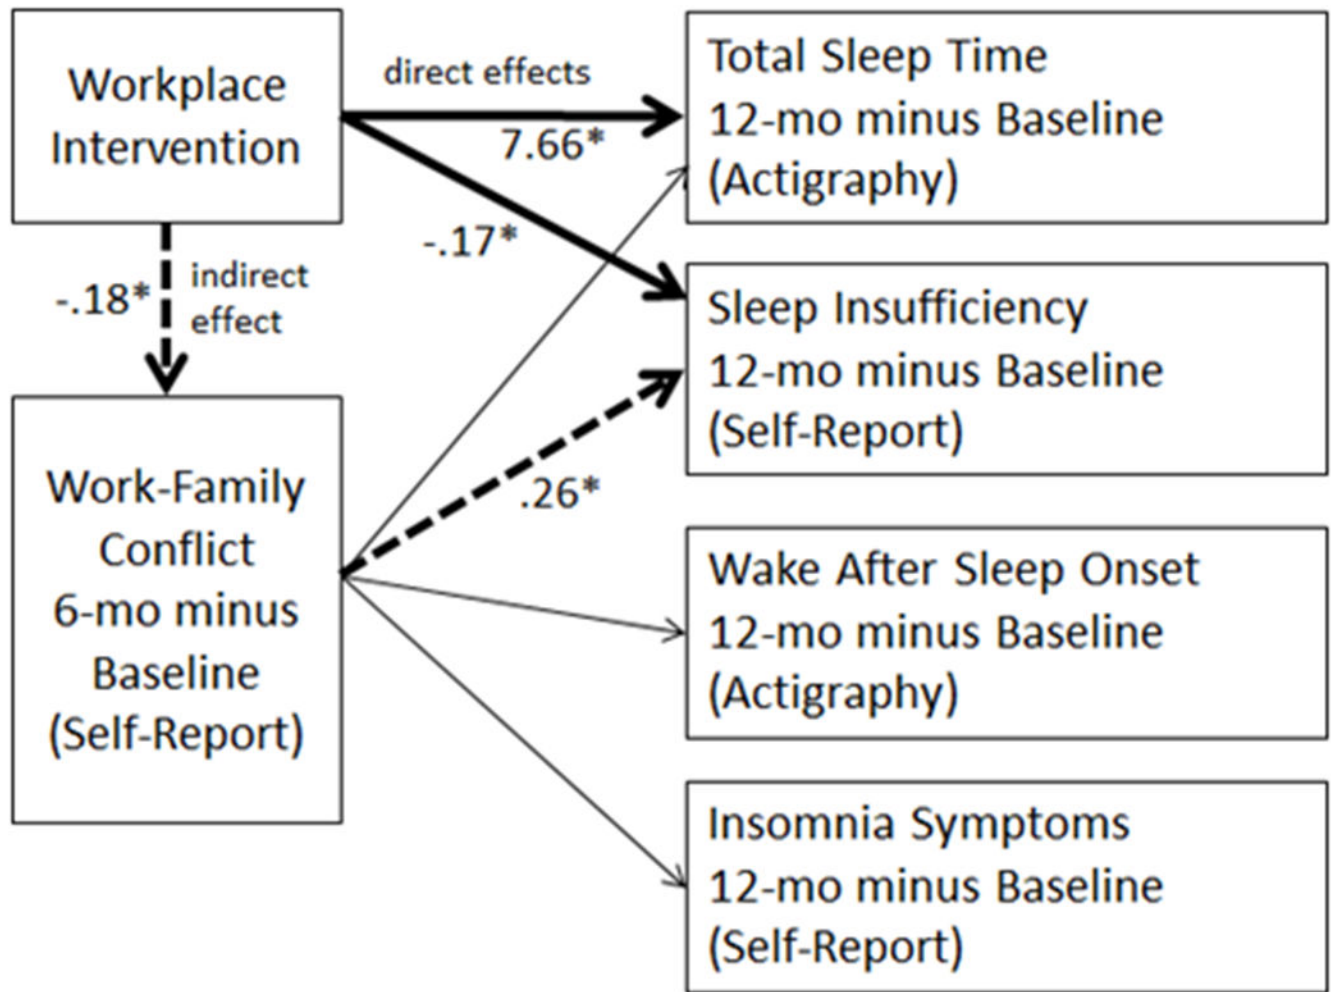 Workplace
Intervention
direct effects
7.66*
-.17*
-.18*
indirect
effect
Work-Family
Conflict
6-mo minus
Baseline
(Self-Report)
.26*
Total Sleep Time
12-mo minus Baseline
(Actigraphy)
Sleep Insufficiency
12-mo minus Baseline
(Self-Report)
Wake After Sleep Onset
12-mo minus Baseline
(Actigraphy)
Insomnia Symptoms
12-mo minus Baseline
(Self-Report)